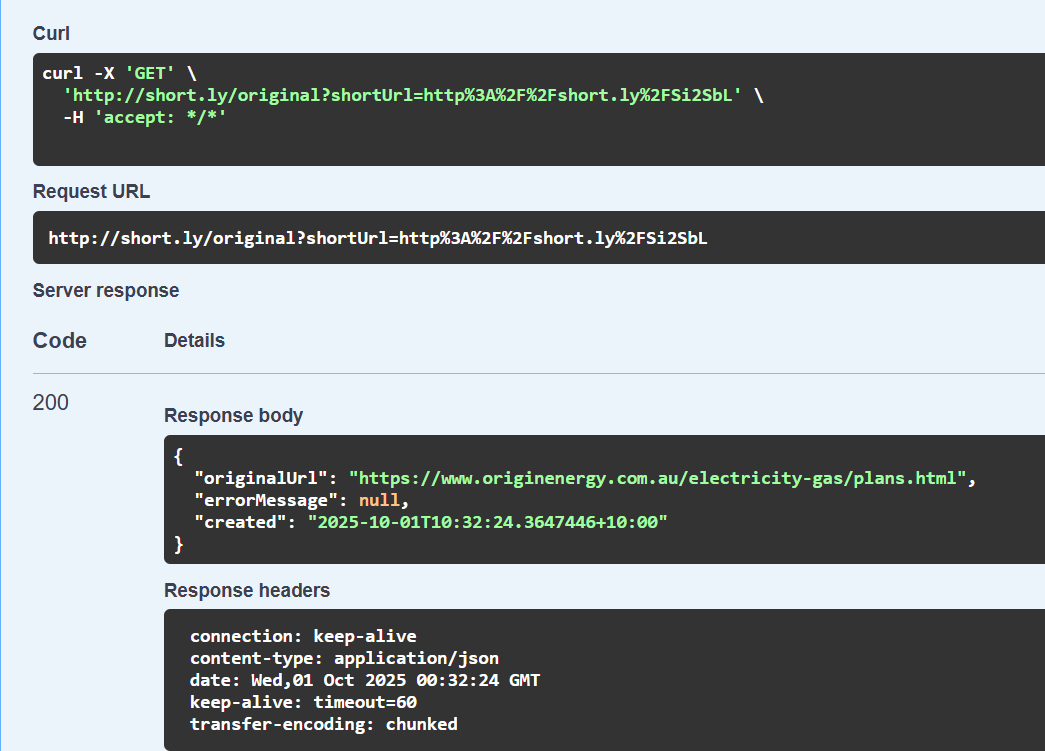 Curl
curl -X 'GET' \
  'http://short.ly/original?shortUrl=http%3A%2F%2Fshort.ly%2FSi2SbL' \
  -H 'accept: */*'
Request URL
http://short.ly/original?shortUrl=http%3A%2F%2Fshort.ly%2FSi2SbL
Server response
Code Details
200
Response body
{
  "originalUrl": "https://www.originenergy.com.au/electricity-gas/plans.html",
  "errorMessage": null,
  "created": "2025-10-01T10:32:24.3647446+10:00"
}
Response headers
connection: keep-alive
content-type: application/json
date: Wed,01 Oct 2025 00:32:24 GMT
keep-alive: timeout=60
transfer-encoding: chunked